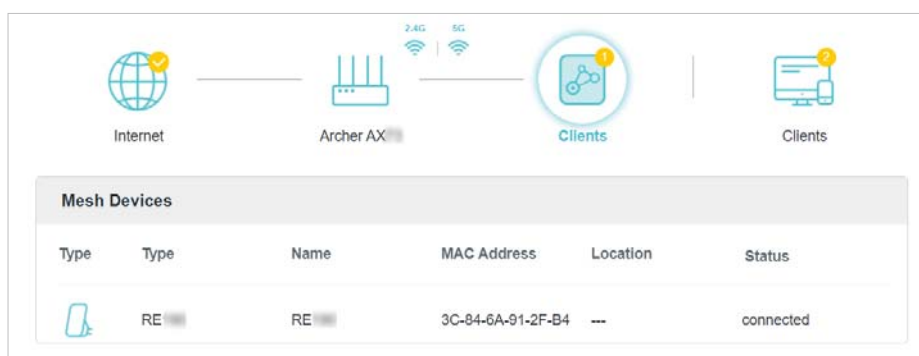 2.4G 5G
1
2
Internet
Archer AX
Clients
Clients
Mesh Devices
Type Type Name MAC Address Location Status
RE RE 3C-84-6A-91-2F-B4 --- connected